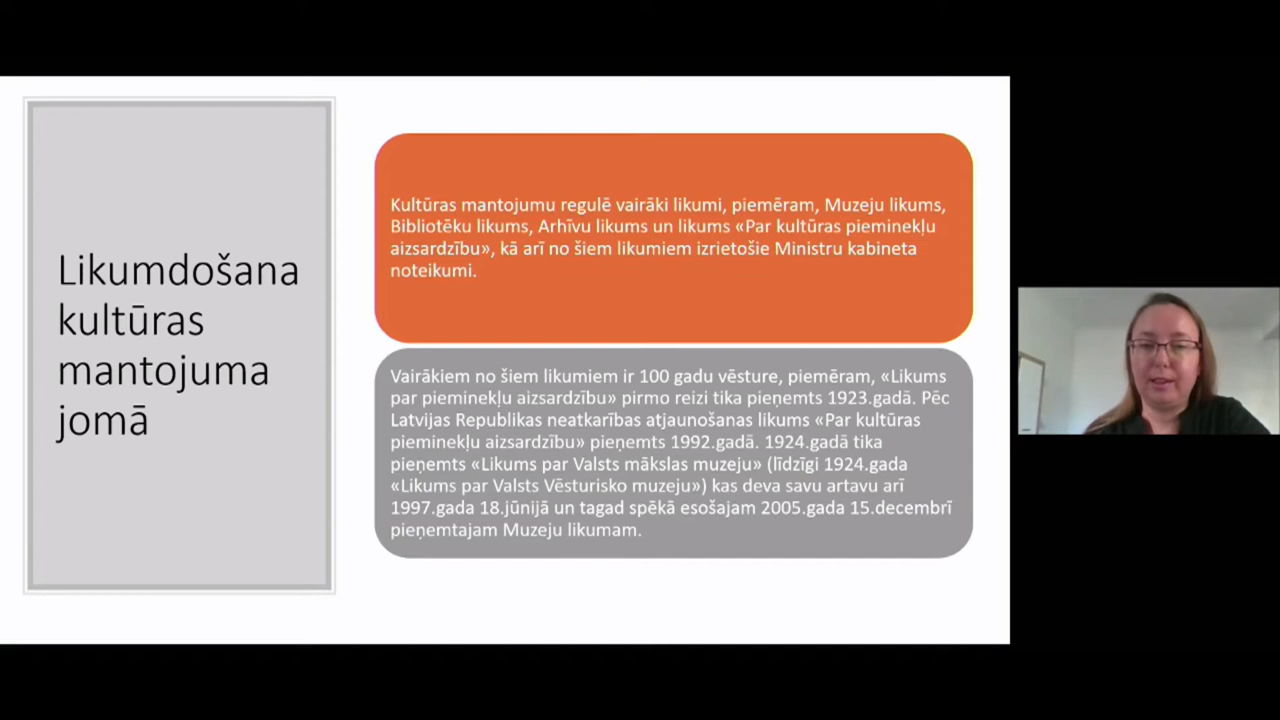 Likumdošana
kultūras
mantojuma
jomā
Kultūras mantojumu regulē vairāki likumi, piemēram, Muzeju likums,
Bibliotēku likums, Arhīvu likums un likums «Par kultūras pieminekļu
aizsardzību», kā arī no šiem likumiem izrietošie Ministru kabineta
noteikumi.
Vairākiem no šiem likumiem ir 100 gadu vēsture, piemēram, «Likums
par pieminekļu aizsardzību» pirmo reizi tika pieņemts 1923.gadā. Pēc
Latvijas Republikas neatkarības atjaunošanas likums «Par kultūras
pieminekļu aizsardzību» pieņemts 1992.gadā. 1924.gadā tika
pieņemts «Likums par Valsts mākslas muzeju» (līdzīgi 1924.gada
«Likums par Valsts Vēsturisko muzeju») kas deva savu artavu arī
1997.gada 18.jūnijā un tagad spēkā esošajam 2005.gada 15.decembrī
pieņemtajam Muzeju likumam.